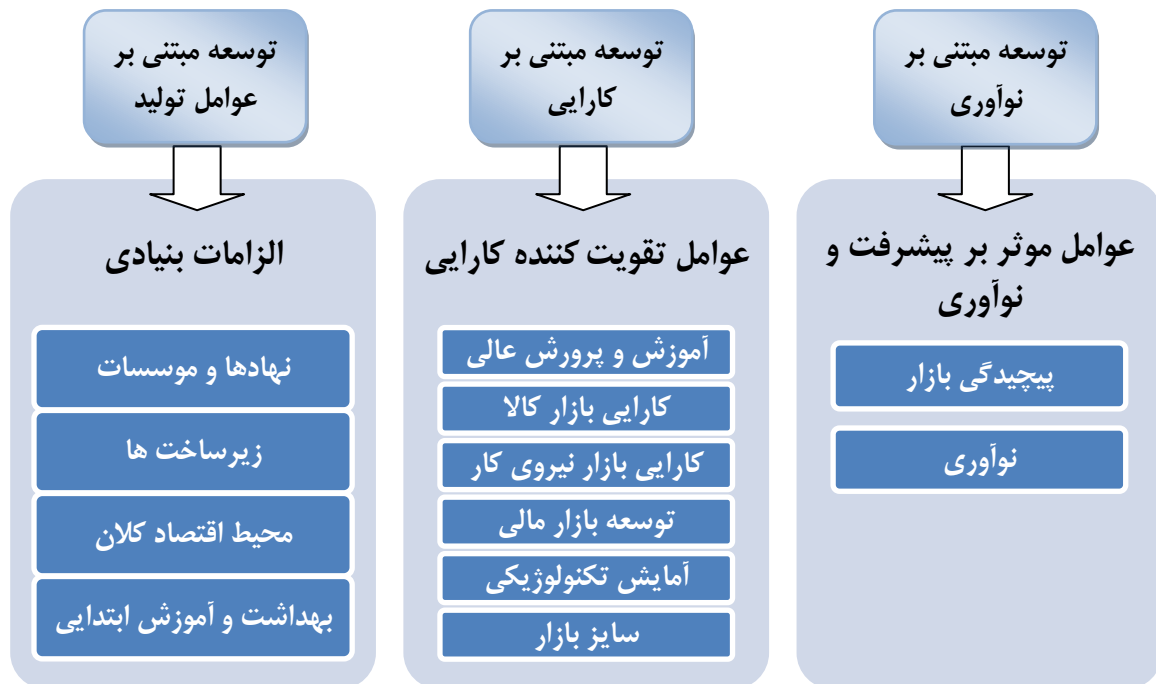 توسعه مبتنی بر
نوآوری
عوامل موثر بر پیشرفت و
نوآوری
پیچیدگی بازار
نوآوری
توسعه مبتنی بر
کارایی
عوامل تقویت کننده کارایی
آموزش و پرورش عالی
کارایی بازار کالا
کارایی بازار نیروی کار
توسعه بازار مالی
آمایش تکنولوژیکی
سایز بازار
توسعه مبتنی بر
عوامل تولید
الزامات بنیادی
نهادها و موسسات
زیرساخت ها
محیط اقتصاد کلان
بهداشت و آموزش ابتدایی